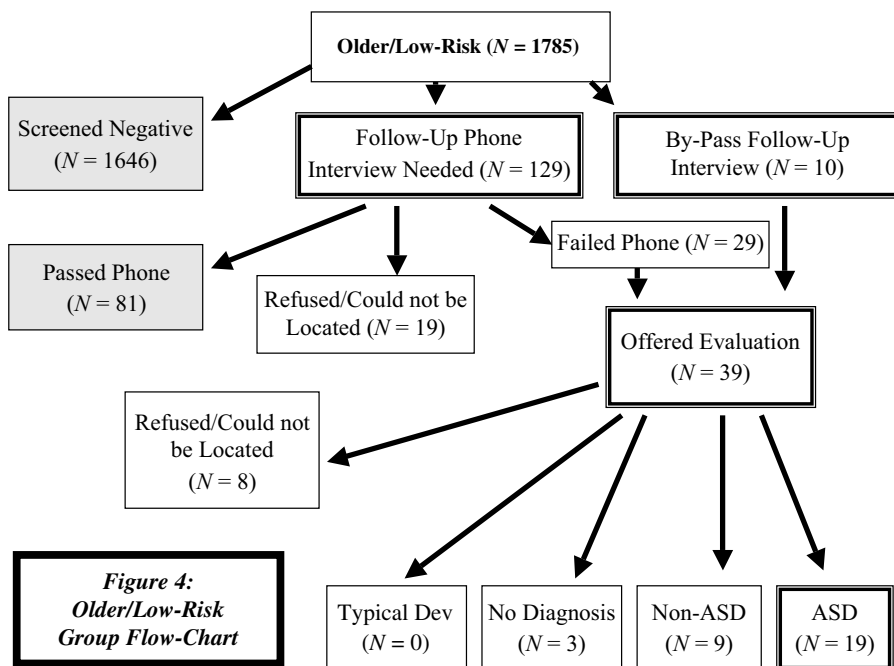 Older/Low-Risk (N = 1785)
Screened Negative
(N = 1646)
Follow-Up Phone
Interview Needed (N = 129)
By-Pass Follow-Up
Interview (N = 10)
Passed Phone
(N = 81)
Refused/Could not be
Located (N = 19)
Failed Phone (N = 29)
Offered Evaluation
(N = 39)
Refused/Could not
be Located
(N = 8)
Typical Dev
(N = 0)
No Diagnosis
(N = 3)
Non-ASD
(N = 9)
ASD
(N = 19)
Figure 4:
Older/Low-Risk
Group Flow-Chart